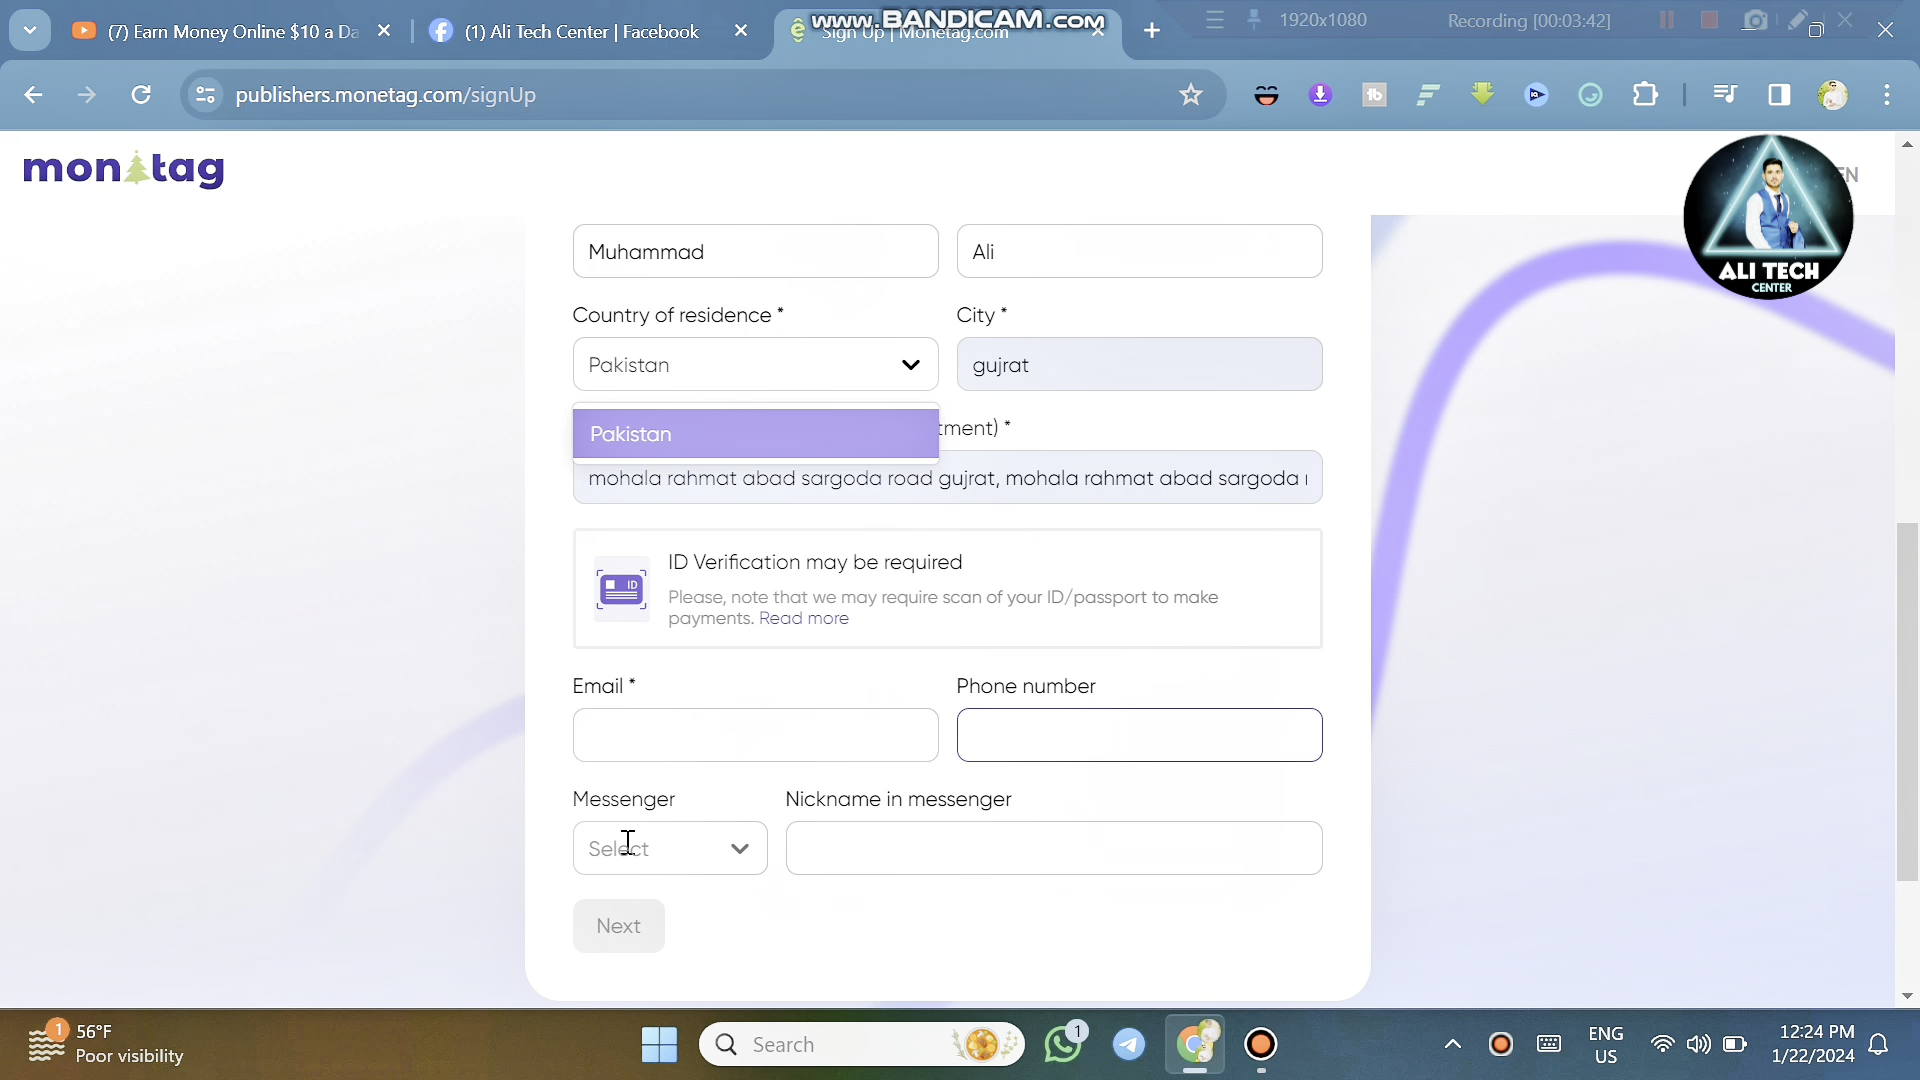 www.BANDICAM.com
1920x1080
Recording [00:03:42]
(7) Earn Money Online $10 a Da
(1) Ali Tech Center | Facebook
Sign Up | Monetag.com
publishers.monetag.com/signUp
mon tag
EN
ALI TECH
CENTER
Muhammad
Ali
Country of residence *
City *
Pakistan
gujrat
Pakistan
tment) *
mohala rahmat abad sargoda road gujrat, mohala rahmat abad sargoda r
ID
ID Verification may be required
Please, note that we may require scan of your ID/passport to make
payments. Read more
Email *
Phone number
Messenger
Nickname in messenger
Select
Next
1
56°F
Poor visibility
Search
1
ENG
US
12:24 PM
1/22/2024